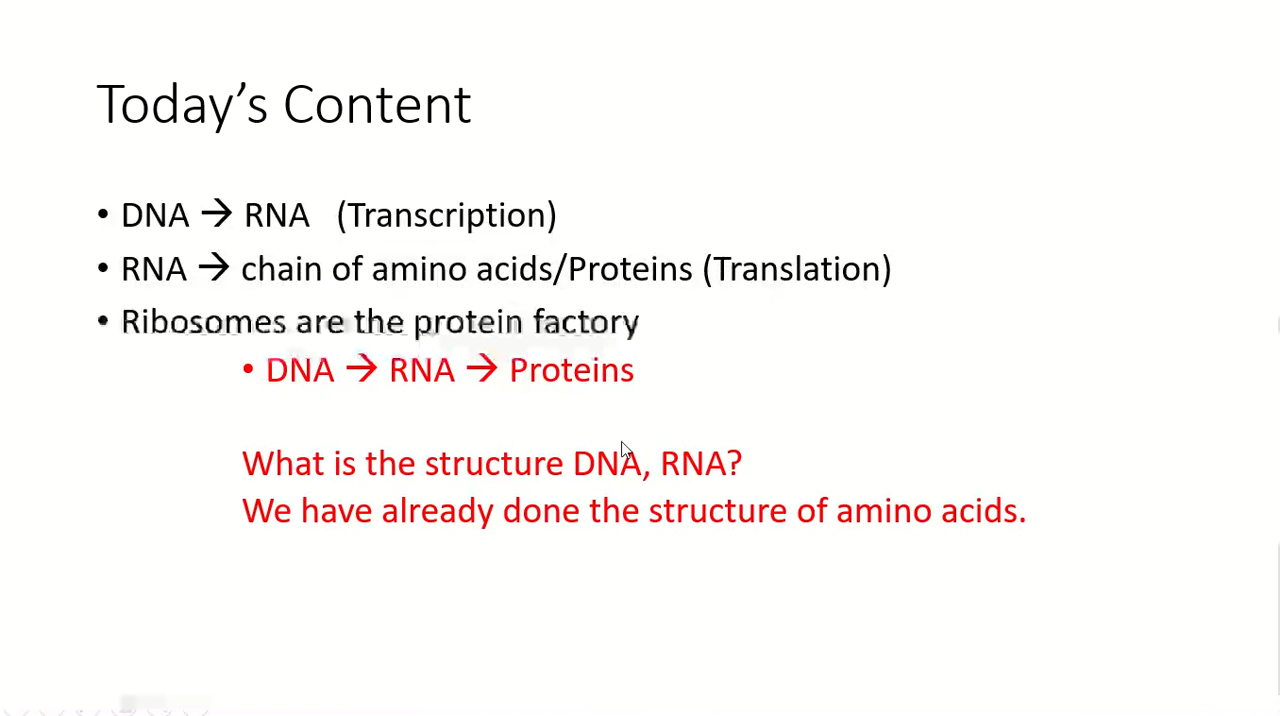 Today’s Content
• DNA → RNA (Transcription)
• RNA → chain of amino acids/Proteins (Translation)
• Ribosomes are the protein factory
• DNA → RNA → Proteins
What is the structure DNA, RNA?
We have already done the structure of amino acids.